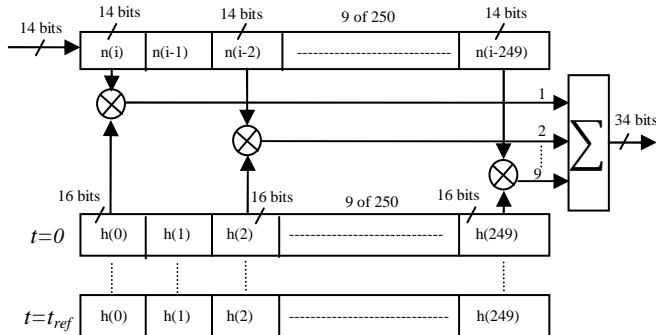 14 bits 14 bits 14 bits 9 of 250 14 bits
n(i) n(i-1) n(i-2) n(i-249)
1
34 bits
2
∑
9
16 bits 16 bits 9 of 250 16 bits
t=0 h(0) h(1) h(2) h(249)
t=tref h(0) h(1) h(2) h(249)